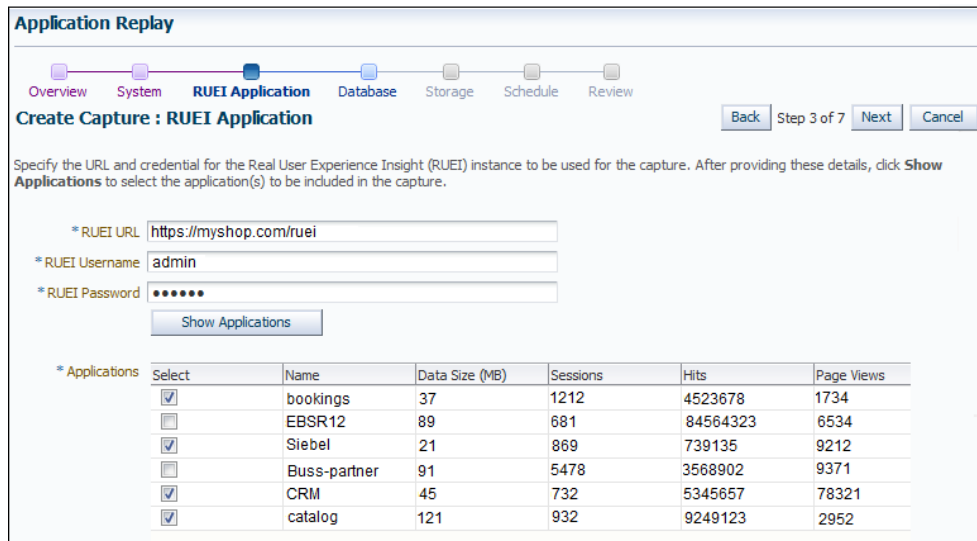 Application Replay
Overview System RUEI Application Database Storage Schedule Review
Create Capture : RUEI Application Back Step 3 of 7 Next Cancel
Specify the URL and credential for the Real User Experience Insight (RUEI) instance to be used for the capture. After providing these details, click Show
Applications to select the application(s) to be included in the capture.
* RUEI URL https://myshop.com/ruei
* RUEI Username admin
* RUEI Password ••••••
Show Applications
* Applications Select Name Data Size (MB) Sessions Hits Page Views
bookings 37 1212 4523678 1734
EBSR12 89 681 84564323 6534
Siebel 21 869 739135 9212
Buss-partner 91 5478 3568902 9371
CRM 45 732 5345657 78321
catalog 121 932 9249123 2952